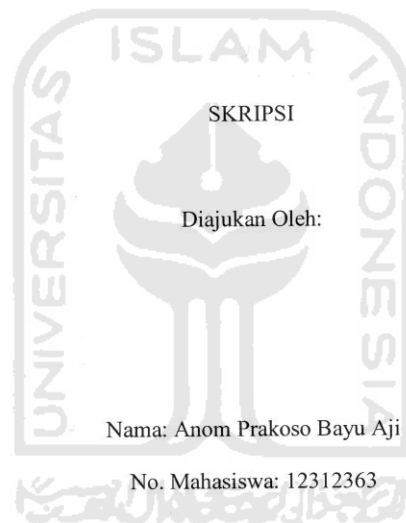 ISLAM
UNIVERSITAS
INDONESIA
SKRIPSI
Diajukan Oleh:
Nama: Anom Prakoso Bayu Aji
No. Mahasiswa: 12312363